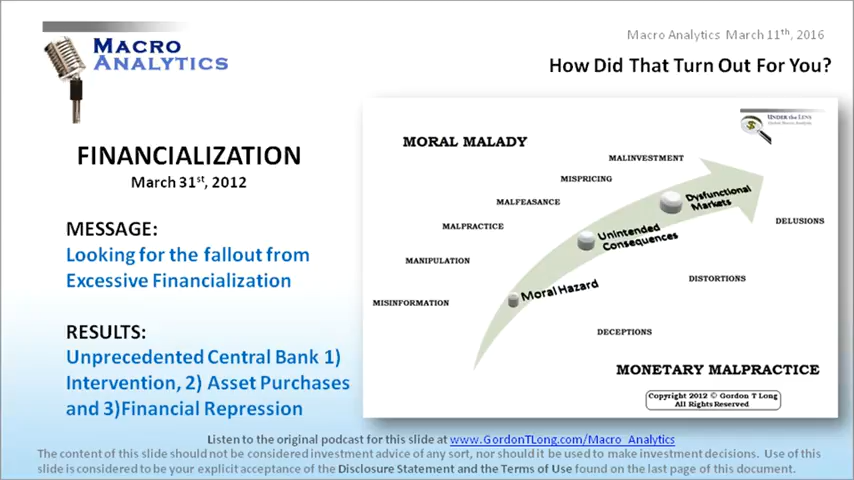 MACRO
ANALYTICS
Macro Analytics March 11th, 2016
How Did That Turn Out For You?
FINANCIALIZATION
March 31st, 2012
MESSAGE:
Looking for the fallout from
Excessive Financialization
RESULTS:
Unprecedented Central Bank 1)
Intervention, 2) Asset Purchases
and 3)Financial Repression
UNDER the LENS
Global Macro Analysis
MORAL MALADY
MALINVESTMENT
MISPRICING
MALFEASANCE
MALPRACTICE
MANIPULATION
MISINFORMATION
Dysfunctional
Markets
Unintended
Consequences
Moral Hazard
DELUSIONS
DISTORTIONS
DECEPTIONS
MONETARY MALPRACTICE
Copyright 2012 © Gordon T Long
All Rights Reserved
Listen to the original podcast for this slide at www.GordonTLong.com/Macro_Analytics
The content of this slide should not be considered investment advice of any sort, nor should it be used to make investment decisions. Use of this
slide is considered to be your explicit acceptance of the Disclosure Statement and the Terms of Use found on the last page of this document.